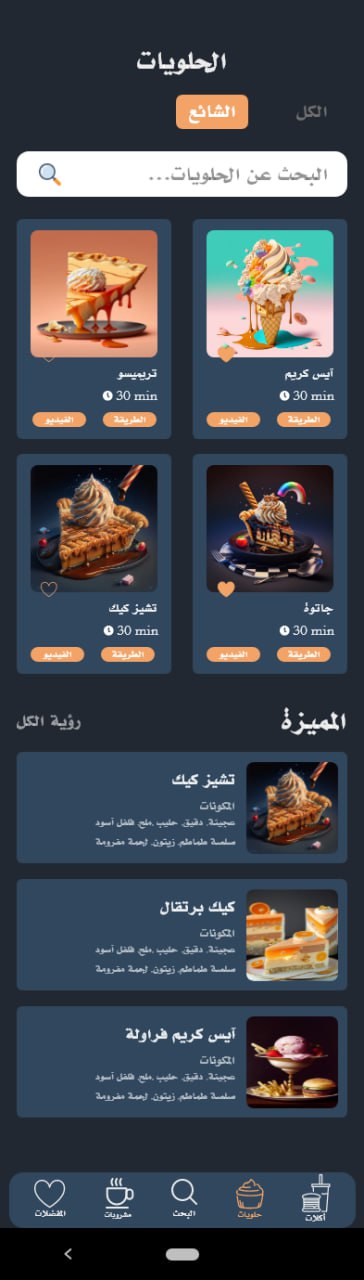 الحلويات
الكل
الشائع
البحث عن الحلويات...
آيس كريم
30 min
الطريقة
الفيديو
تريميسو
30 min
الطريقة
الفيديو
جاتوة
30 min
الطريقة
الفيديو
تشيز كيك
30 min
الطريقة
الفيديو
المميزة
رؤية الكل
تشيز كيك
المكونات
عجينة, دقيق, حليب ,ملح, فلفل أسود
سلسة طماطم, زيتون, لحمة مفرومة
كيك برتقال
المكونات
عجينة, دقيق, حليب ,ملح, فلفل أسود
سلسة طماطم, زيتون, لحمة مفرومة
آيس كريم فراولة
المكونات
عجينة, دقيق, حليب ,ملح, فلفل أسود
سلسة طماطم, زيتون, لحمة مفرومة
أكلات
حلويات
البحث
مشروبات
المفضلات